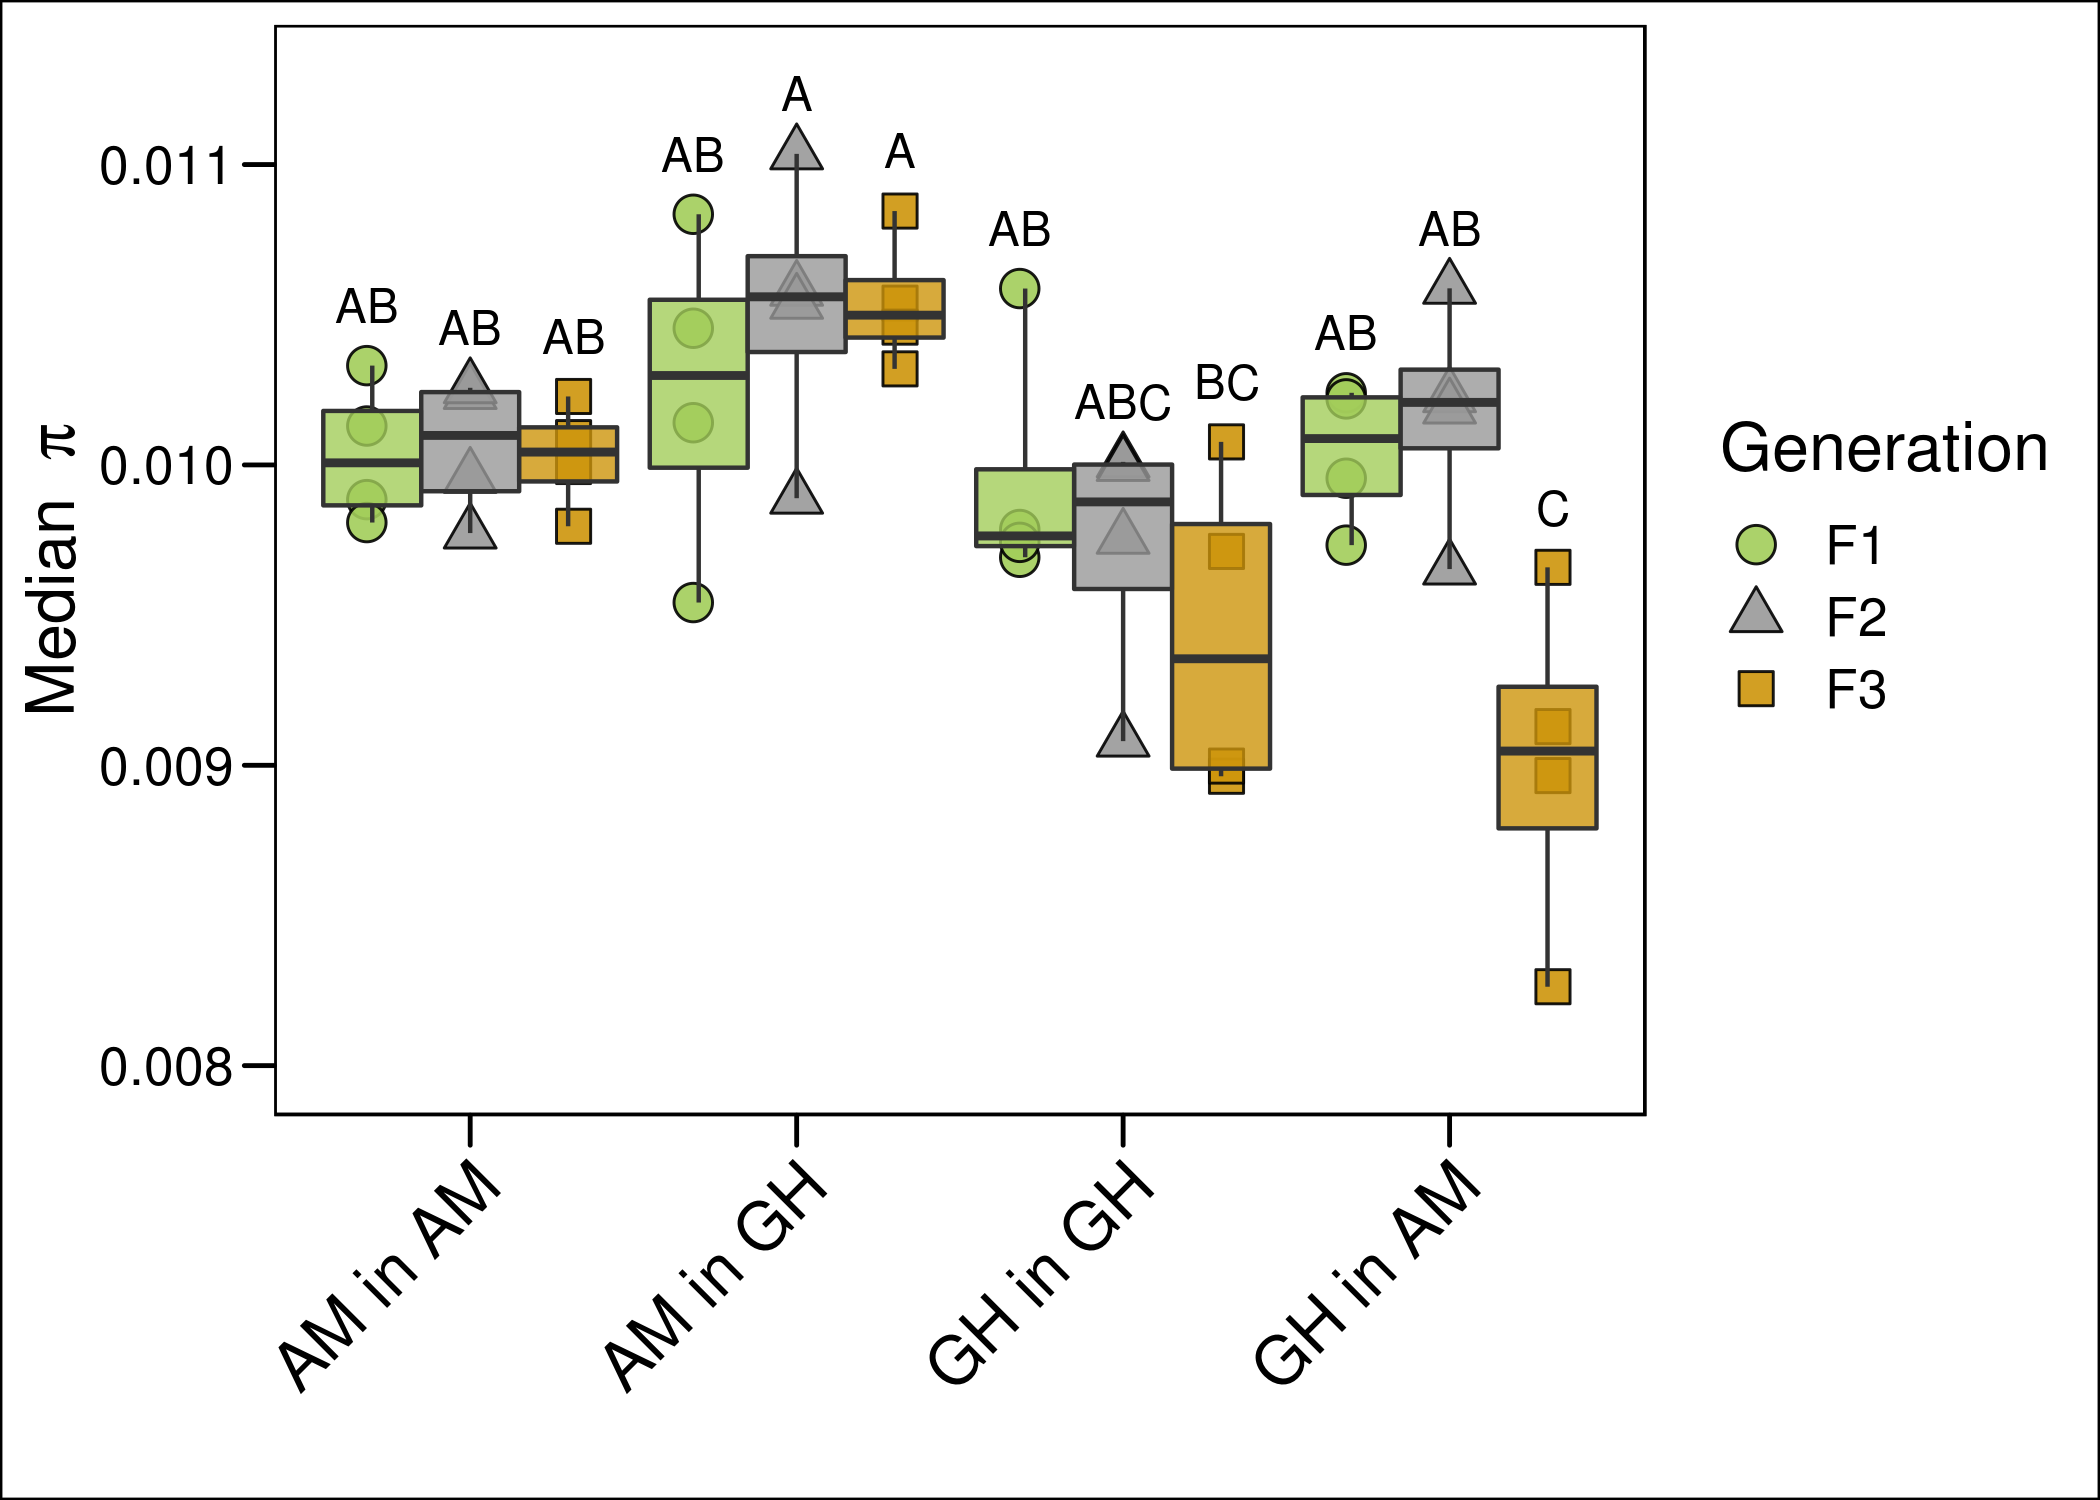 Median π
0.011
0.010
0.009
0.008
AB
AB
AB
AB
A
A
AB
ABC
BC
AB
AB
C
AM in AM
AM in GH
GH in GH
GH in AM
Generation
F1
F2
F3